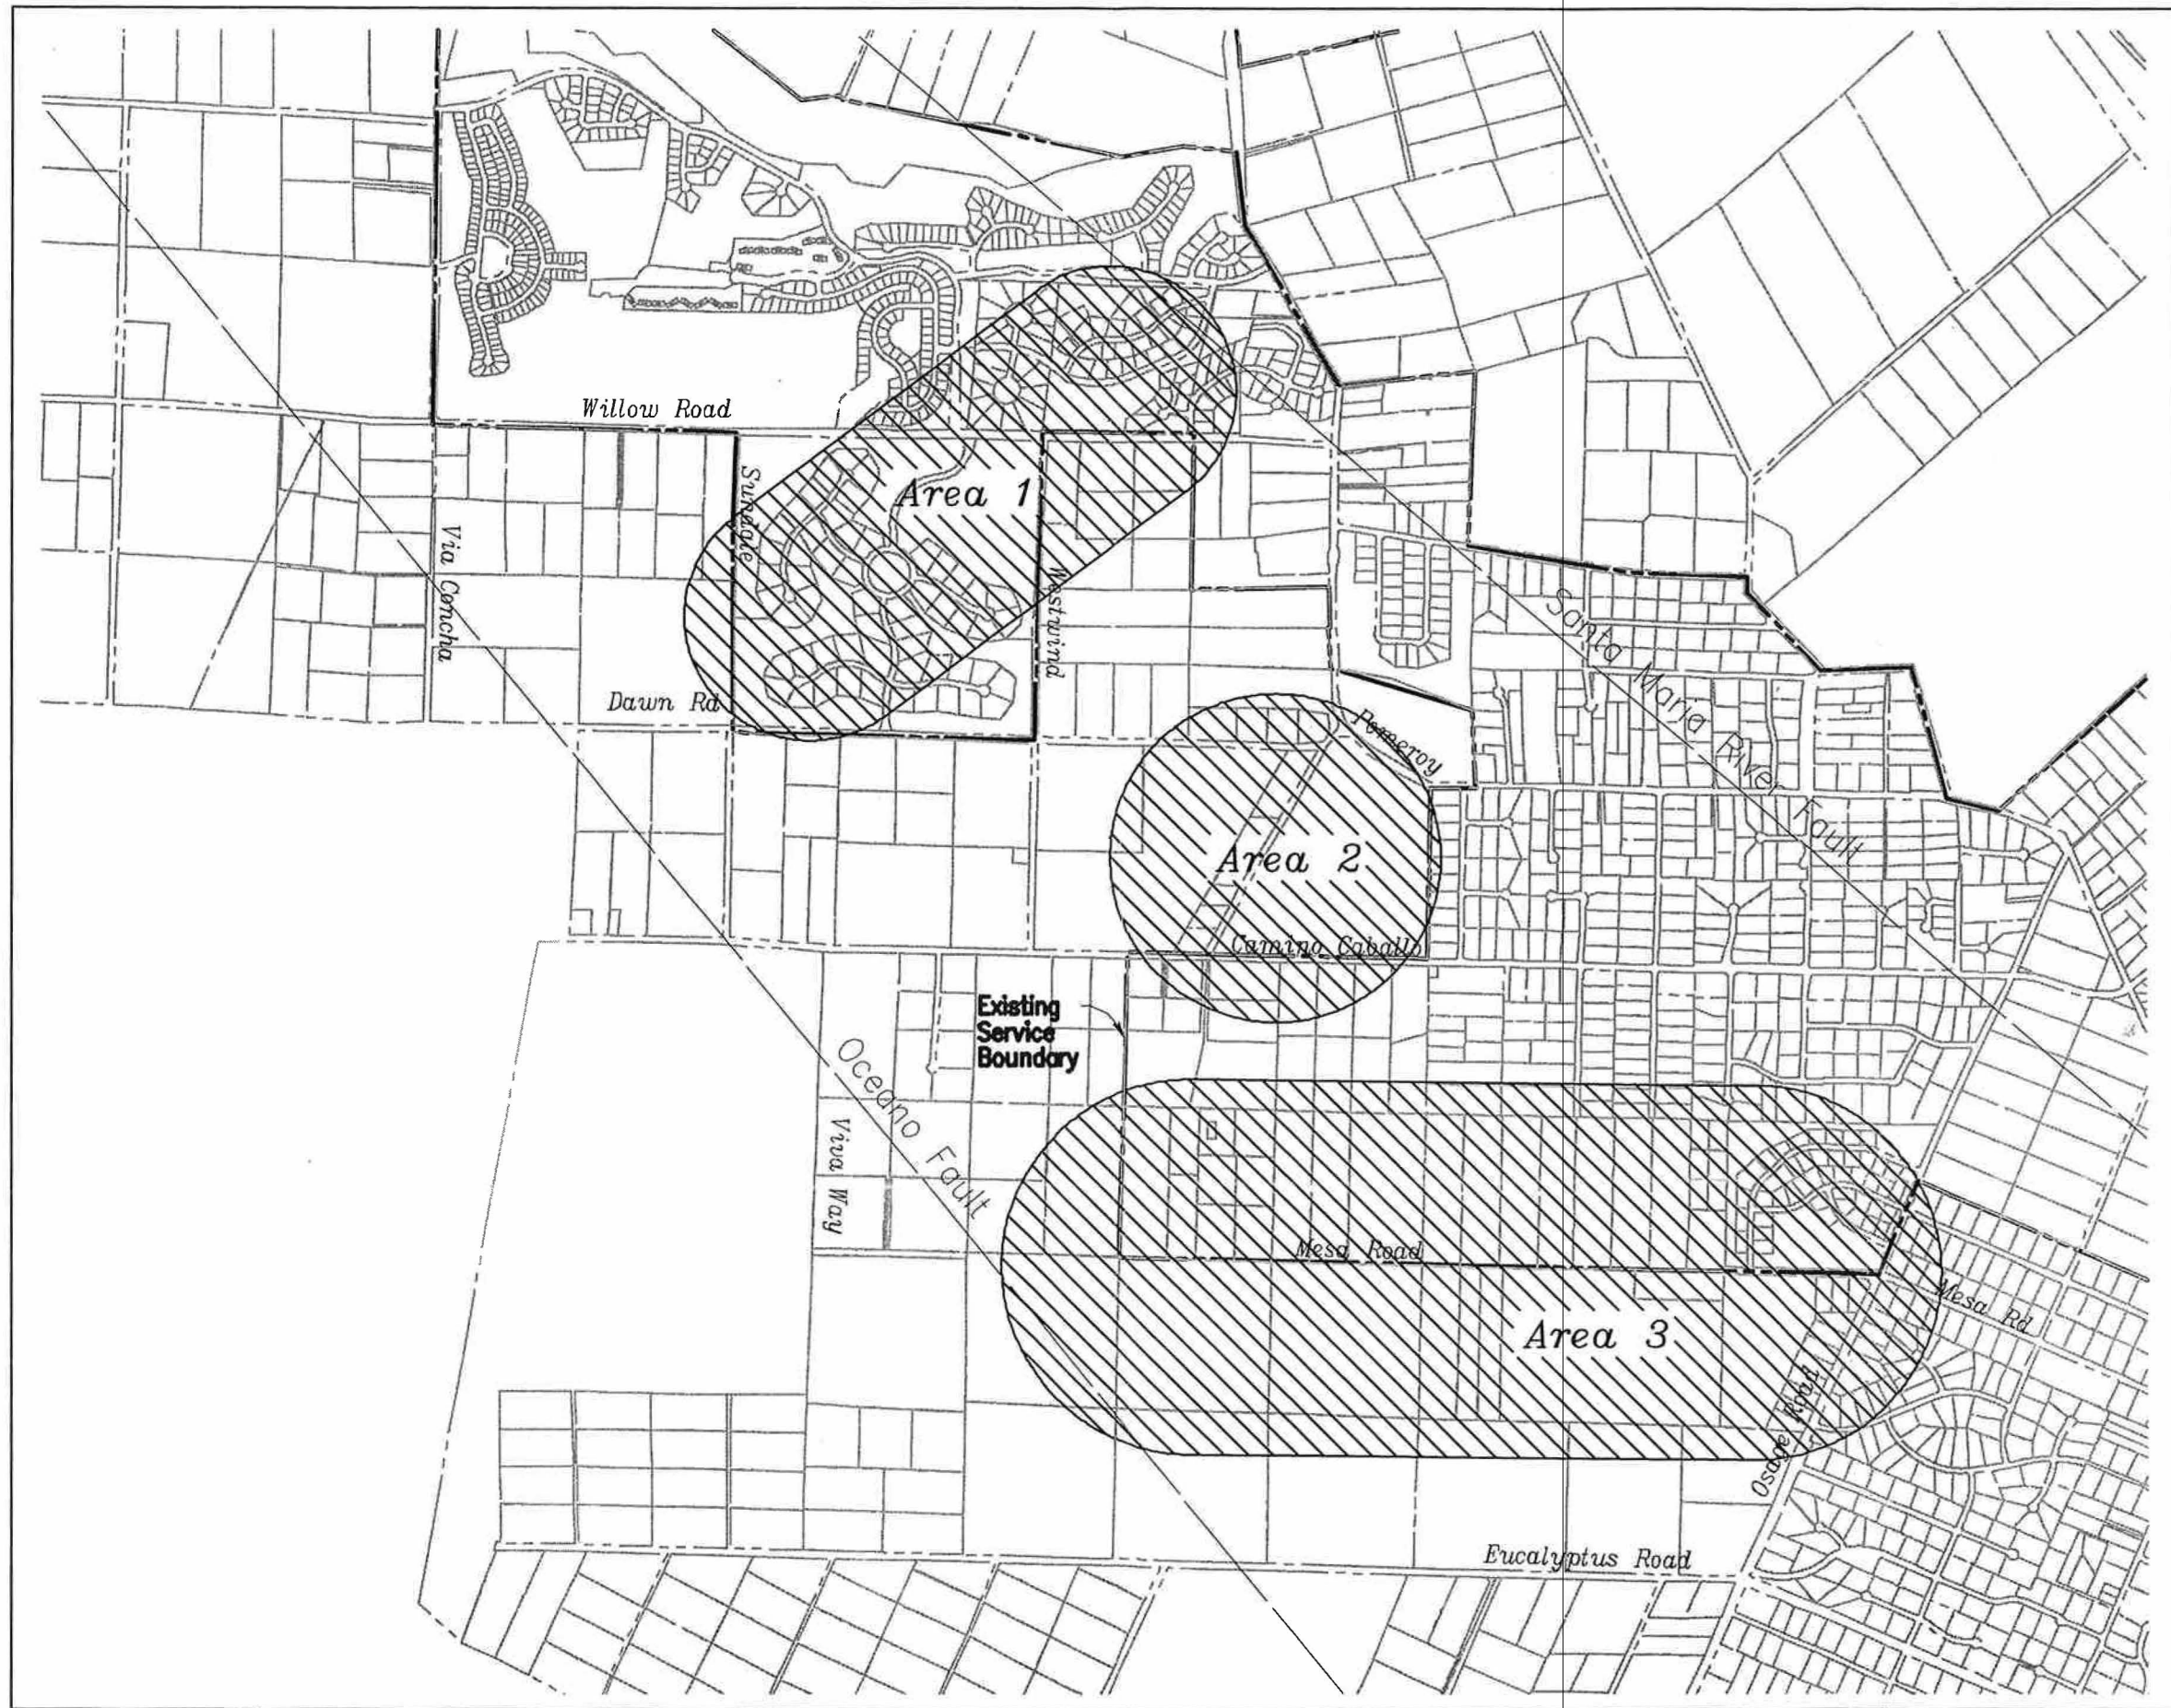 Willow Road
Sundale
Area 1
Via Concha
Westwind
Santa Maria River Fault
Dawn Rd
Pomeroy
Area 2
Camino Caballo
Existing
Service
Boundary
Oceano Fault
Viva Way
Mesa Road
Mesa Rd
Area 3
Osage Road
Eucalyptus Road